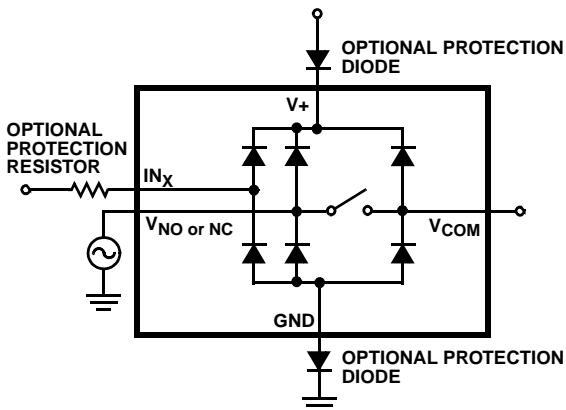 OPTIONAL PROTECTION
DIODE
V+
OPTIONAL
PROTECTION
RESISTOR
INX
VNO or NC
VCOM
GND
OPTIONAL PROTECTION
DIODE